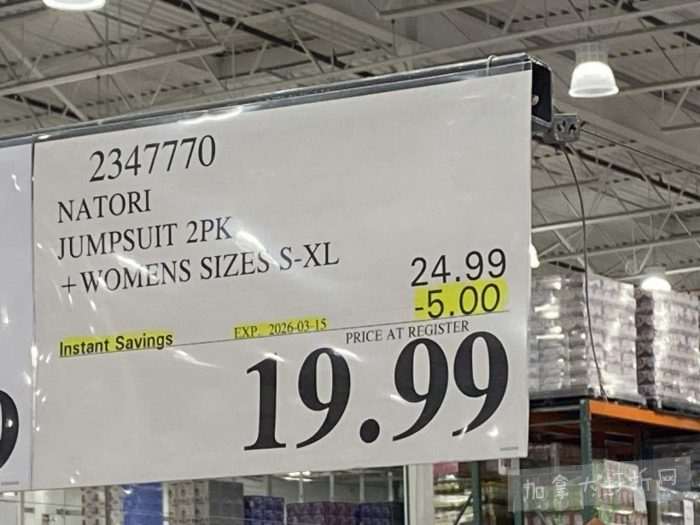 2347770
NATORI
JUMPSUIT 2PK
+WOMENS SIZES S-XL
24.99
-5.00
Instant Savings
EXP. 2026-03-15
PRICE AT REGISTER
19.99
9
加拿大打折网